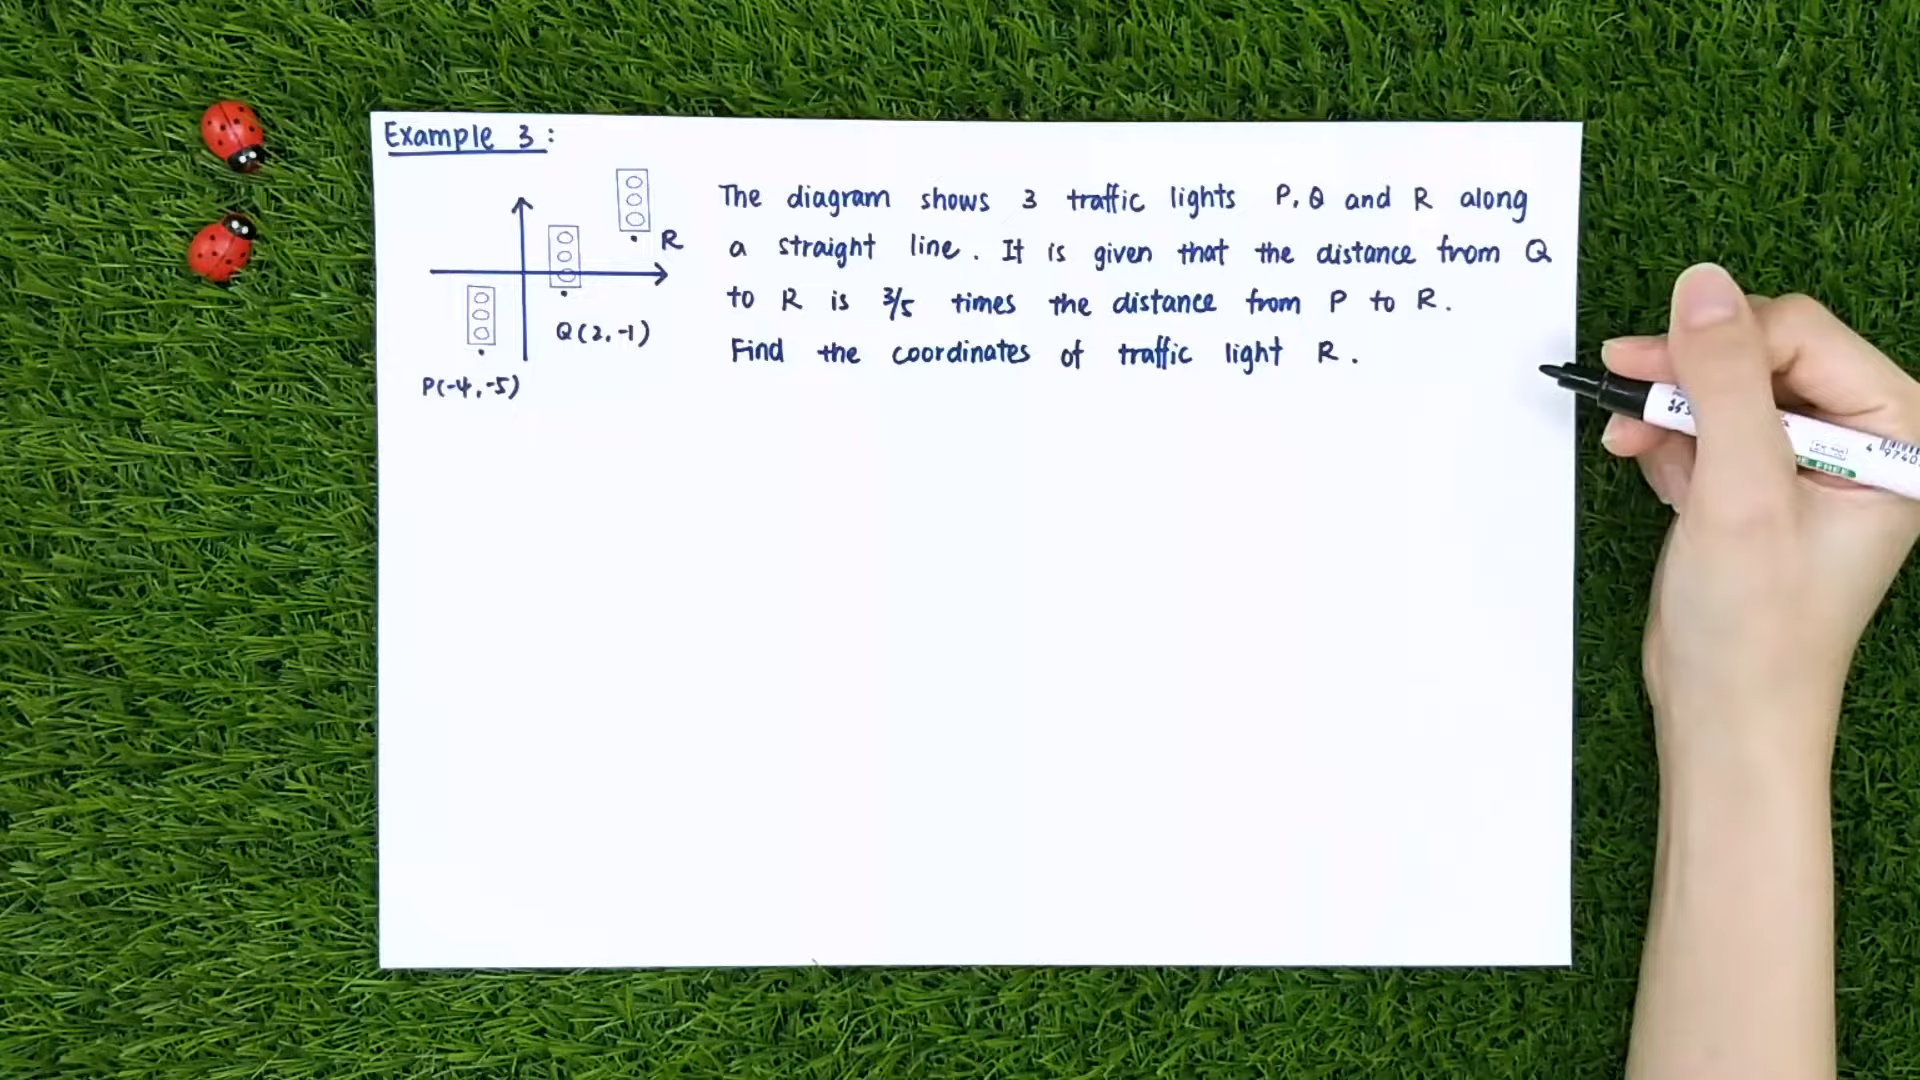 Example 3:
The diagram shows 3 traffic lights P, Q and R along
a straight line. It is given that the distance from Q
to R is 3/5 times the distance from P to R.
Find the coordinates of traffic light R.
R
Q(2,-1)
P(-4,-5)